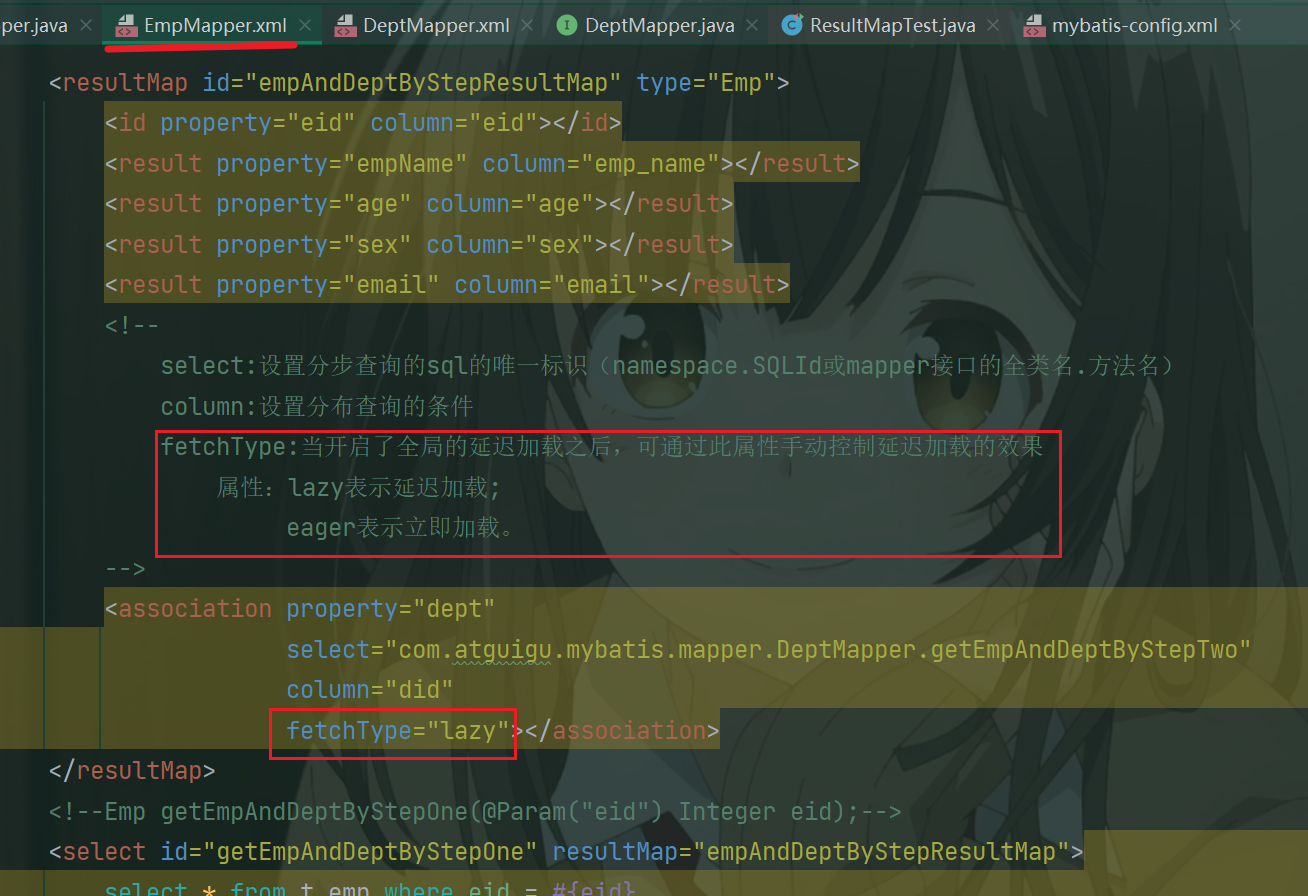 per.java EmpMapper.xml DeptMapper.xml I DeptMapper.java C ResultMapTest.java mybatis-config.xml
<resultMap id="empAndDeptByStepResultMap" type="Emp">
<id property="eid" column="eid"></id>
<result property="empName" column="emp_name"></result>
<result property="age" column="age"></result>
<result property="sex" column="sex"></result>
<result property="email" column="email"></result>
<!--
select:设置分步查询的sql的唯一标识（namespace.SQLId或mapper接口的全类名.方法名）
column:设置分布查询的条件
fetchType:当开启了全局的延迟加载之后，可通过此属性手动控制延迟加载的效果
属性：lazy表示延迟加载;
eager表示立即加载。
-->
<association property="dept"
select="com.atguigu.mybatis.mapper.DeptMapper.getEmpAndDeptByStepTwo"
column="did"
fetchType="lazy"></association>
</resultMap>
<!--Emp getEmpAndDeptByStepOne(@Param("eid") Integer eid);-->
<select id="getEmpAndDeptByStepOne" resultMap="empAndDeptByStepResultMap">
select * from t_emp where eid = #{eid}